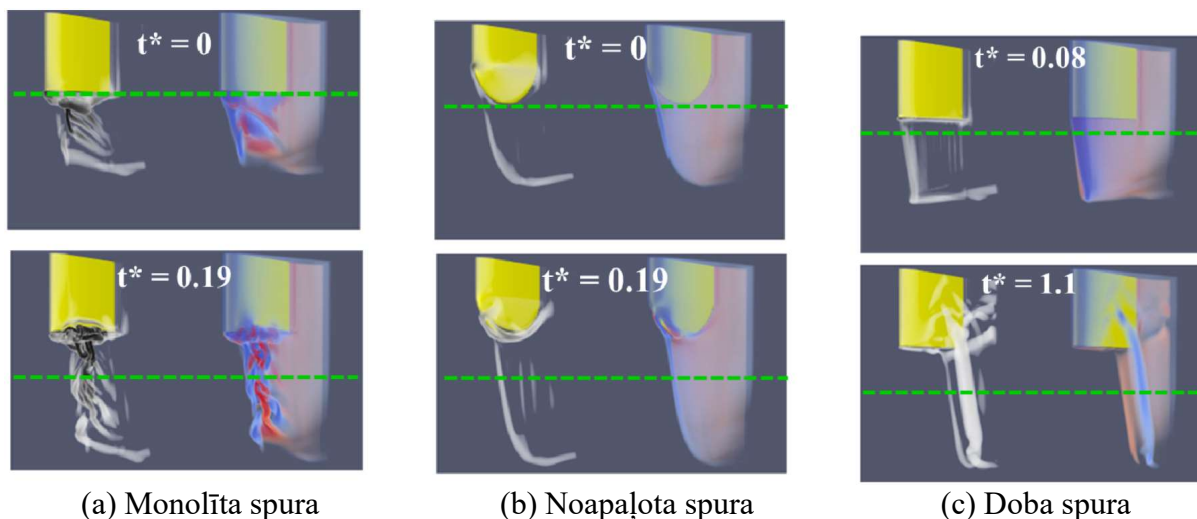 t* = 0
t* = 0
t* = 0.08
t* = 0.19
t* = 0.19
t* = 1.1
(a) Monolīta spura
(b) Noapaļota spura
(c) Doba spura